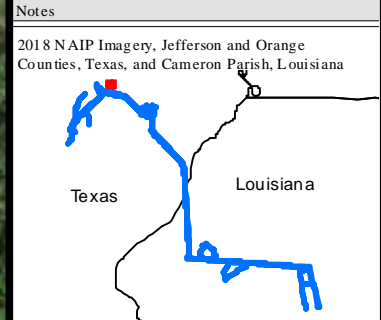 Notes
2018 NAIP Imagery, Jefferson and Orange
Counties, Texas, and Cameron Parish, Louisiana
Texas
Louisiana